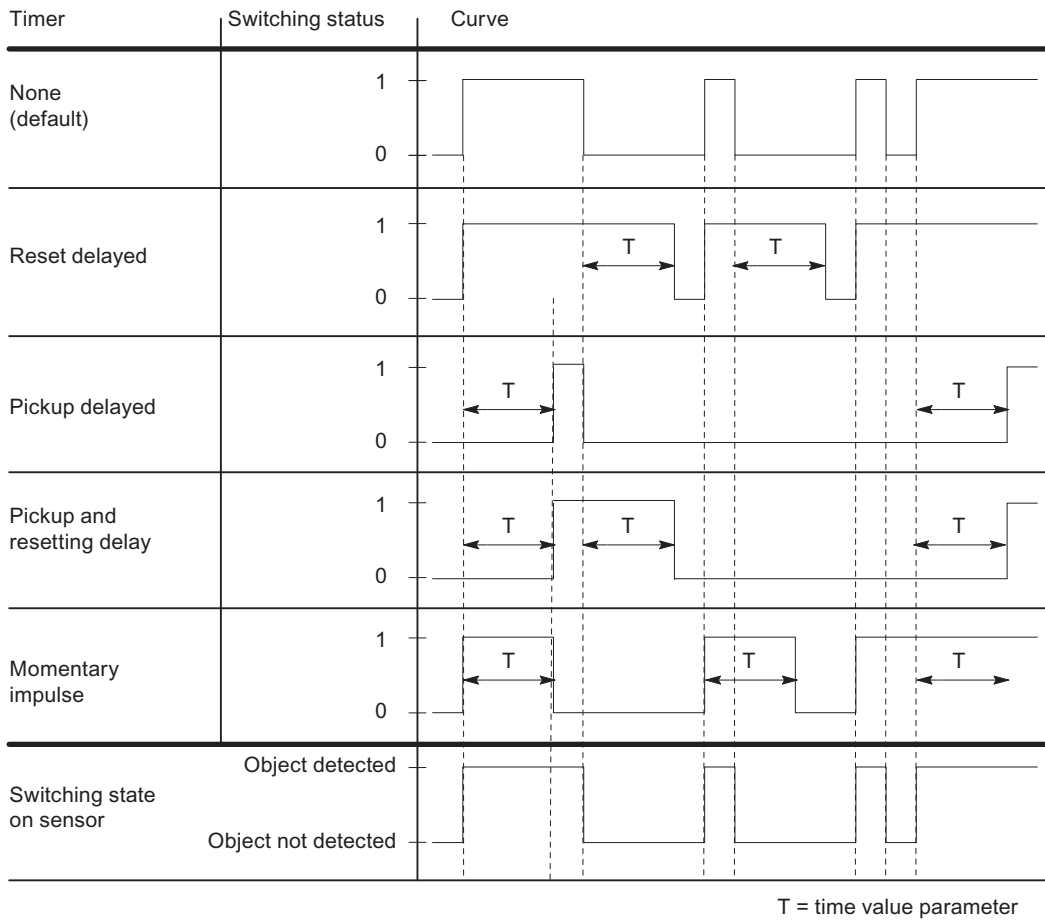 Timer Switching status Curve
None
(default)
1
0
Reset delayed
1
0
T T
Pickup delayed
1
0
T T
Pickup and
resetting delay
1
0
T T T
Momentary
impulse
1
0
T T T
Switching state
on sensor
Object detected
Object not detected
T = time value parameter